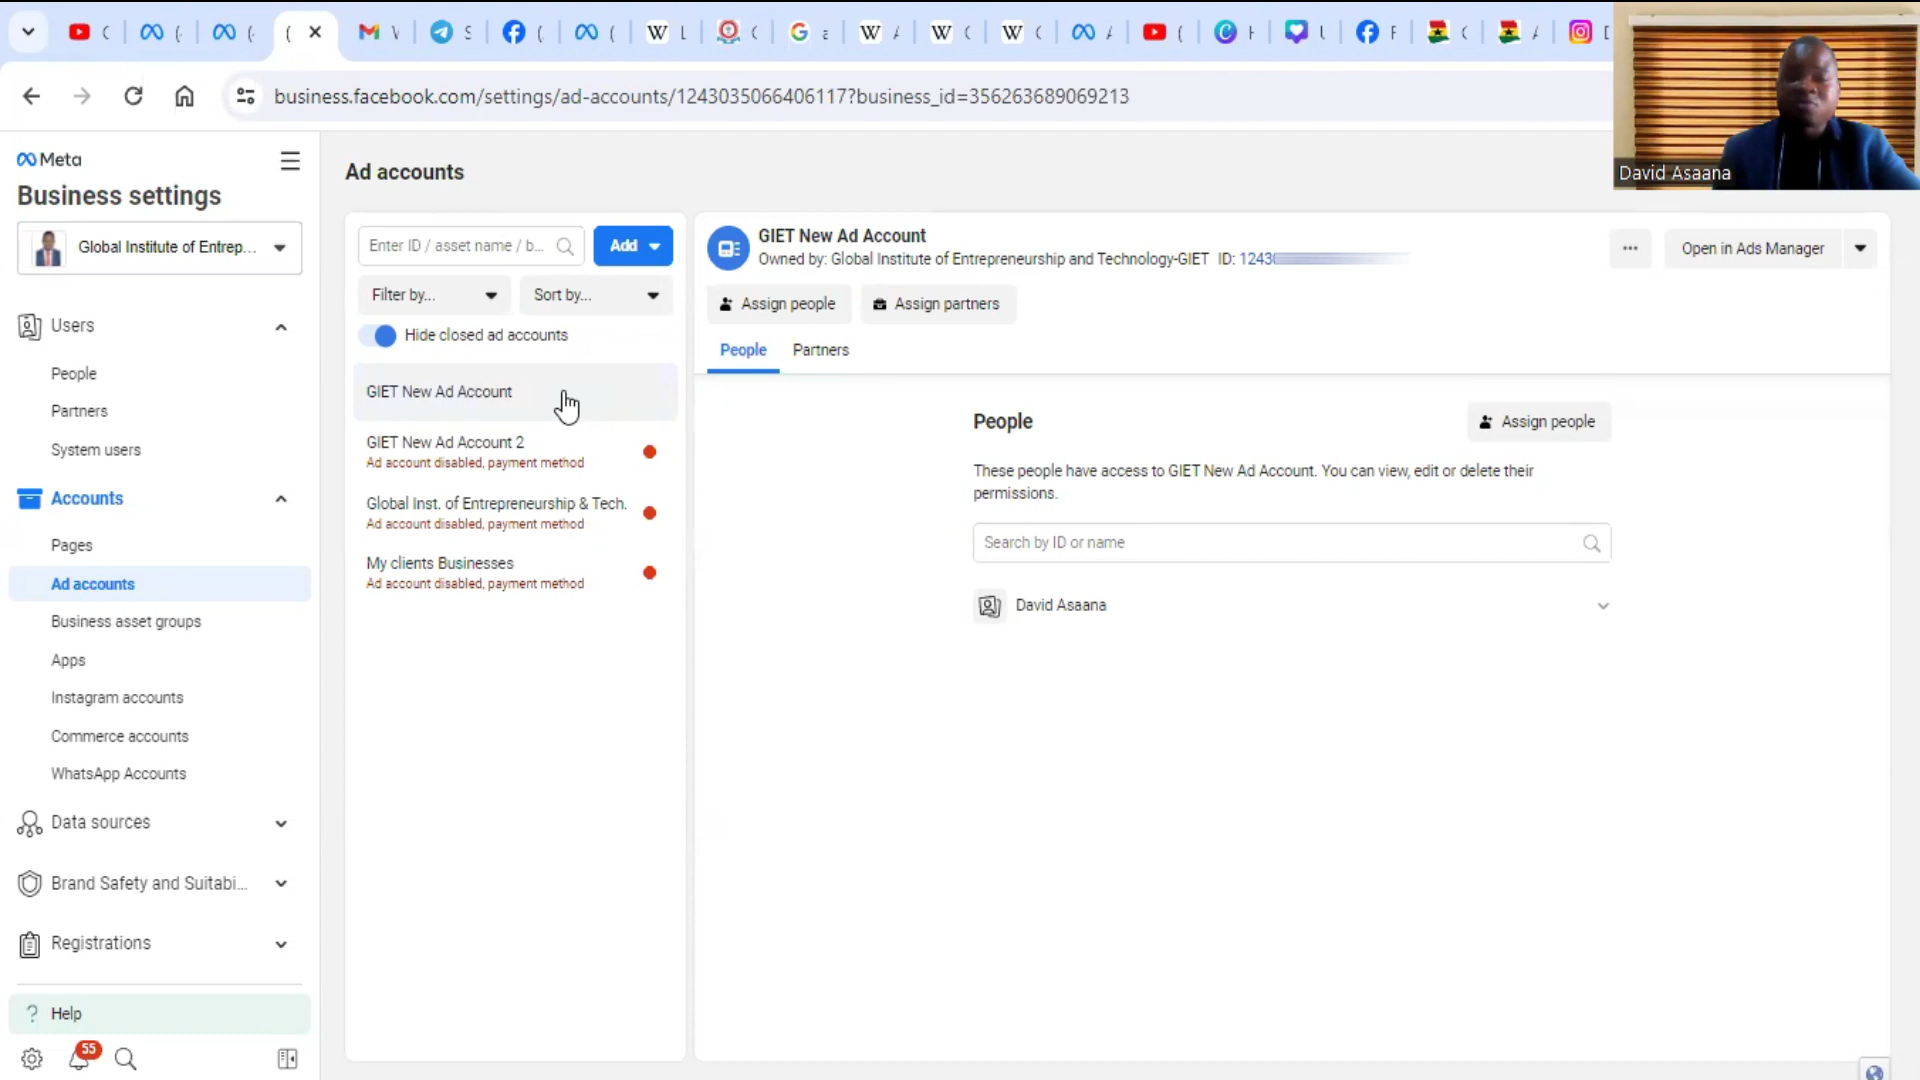 business.facebook.com/settings/ad-accounts/1243035066406117?business_id=356263689069213
David Asaana
Meta
Business settings
Global Institute of Entrep...
Users
People
Partners
System users
Accounts
Pages
Ad accounts
Business asset groups
Apps
Instagram accounts
Commerce accounts
WhatsApp Accounts
Data sources
Brand Safety and Suitabi...
Registrations
? Help
55
Ad accounts
Enter ID / asset name / b...
Add
Filter by...
Sort by...
Hide closed ad accounts
GIET New Ad Account
GIET New Ad Account 2
Ad account disabled, payment method
Global Inst. of Entrepreneurship & Tech.
Ad account disabled, payment method
My clients Businesses
Ad account disabled, payment method
GIET New Ad Account
Owned by: Global Institute of Entrepreneurship and Technology-GIET ID: 1243
Open in Ads Manager
Assign people
Assign partners
People
Partners
People
Assign people
These people have access to GIET New Ad Account. You can view, edit or delete their
permissions.
Search by ID or name
David Asaana